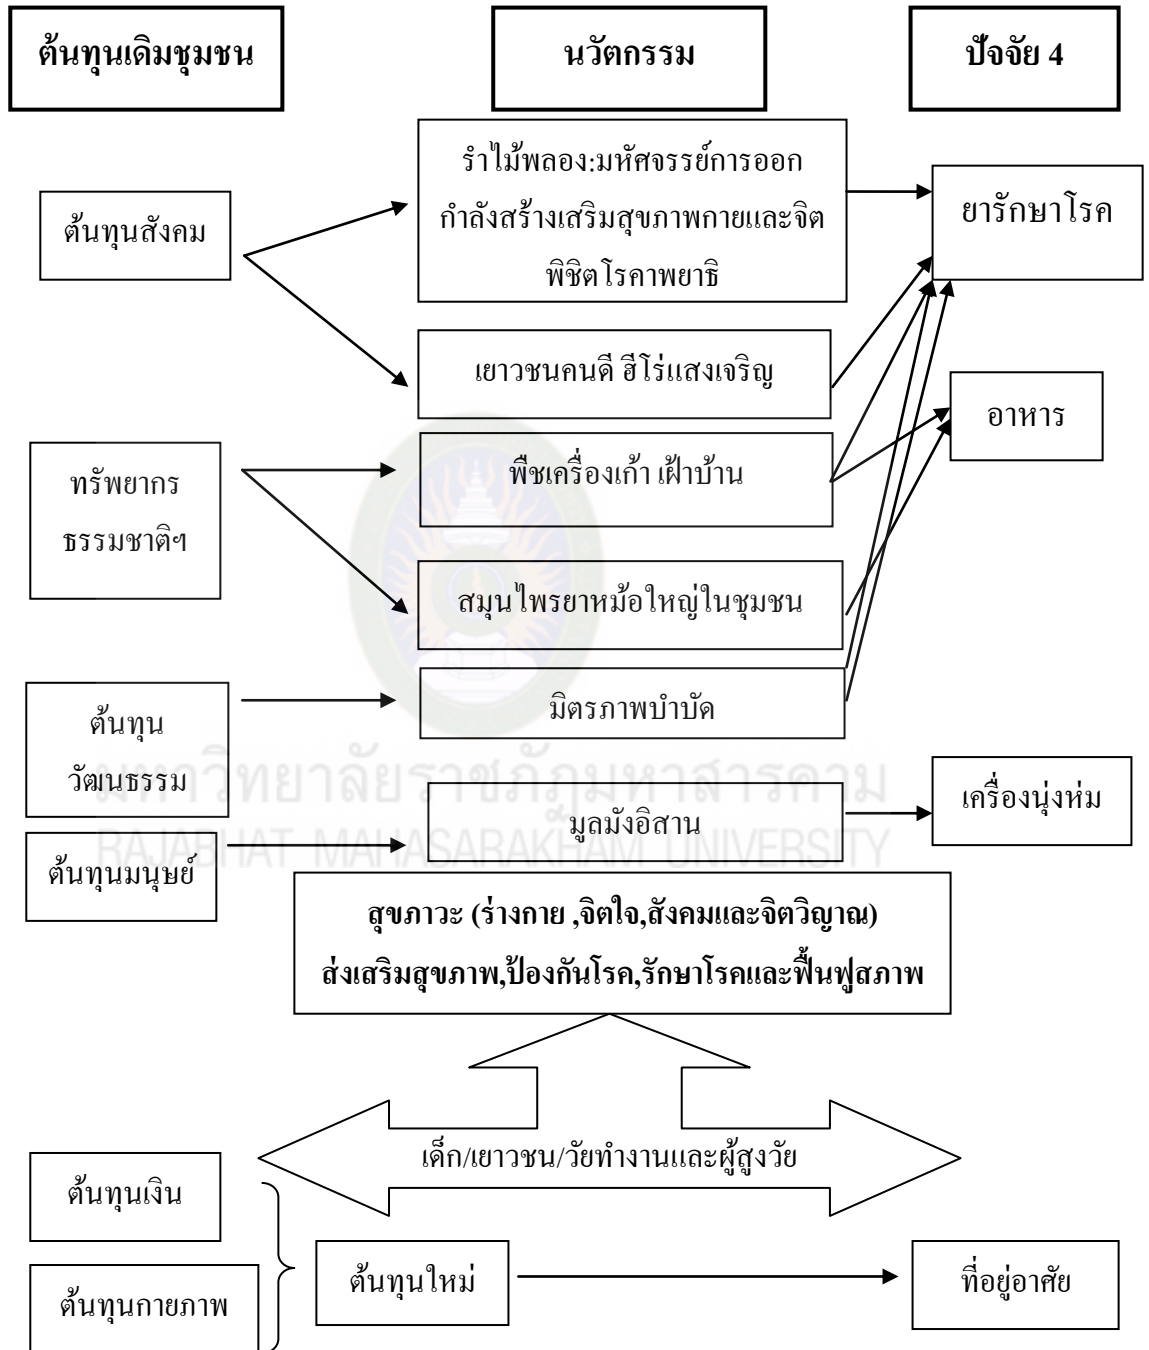 ต้นทุนเดิมชุมชน
นวัตกรรม
ปัจจัย 4
รำไม้พลอง:มหัศจรรย์การออก
กำลังสร้างเสริมสุขภาพกายและจิต
พิชิตโรคาพยาธิ
ต้นทุนสังคม
ยารักษาโรค
เยาวชนคนดี ฮีโร่แสงเจริญ
อาหาร
ทรัพยากร
ธรรมชาติฯ
พืชเครื่องเก้า เฝ้าบ้าน
สมุนไพรยาหม้อใหญ่ในชุมชน
ต้นทุน
วัฒนธรรม
มิตรภาพบำบัด
มหาวิทยาลัยราชภัฏมหาสารคาม
RAJABHAT MAHASARAKHAM UNIVERSITY
เครื่องนุ่งห่ม
มูลมังอิสาน
ต้นทุนมนุษย์
สุขภาวะ (ร่างกาย ,จิตใจ,สังคมและจิตวิญาณ)
ส่งเสริมสุขภาพ,ป้องกันโรค,รักษาโรคและฟื้นฟูสภาพ
เด็ก/เยาวชน/วัยทำงานและผู้สูงวัย
ต้นทุนเงิน
ต้นทุนใหม่
ที่อยู่อาศัย
ต้นทุนกายภาพ